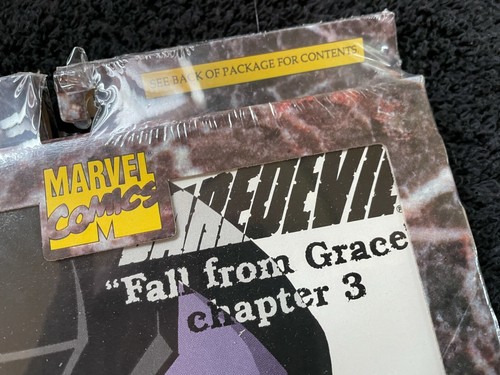 SEE BACK OF PACKAGE FOR CONTENTS
MARVEL
COMICS
M
DAREDEVIL
"Fall from Grace
chapter 3